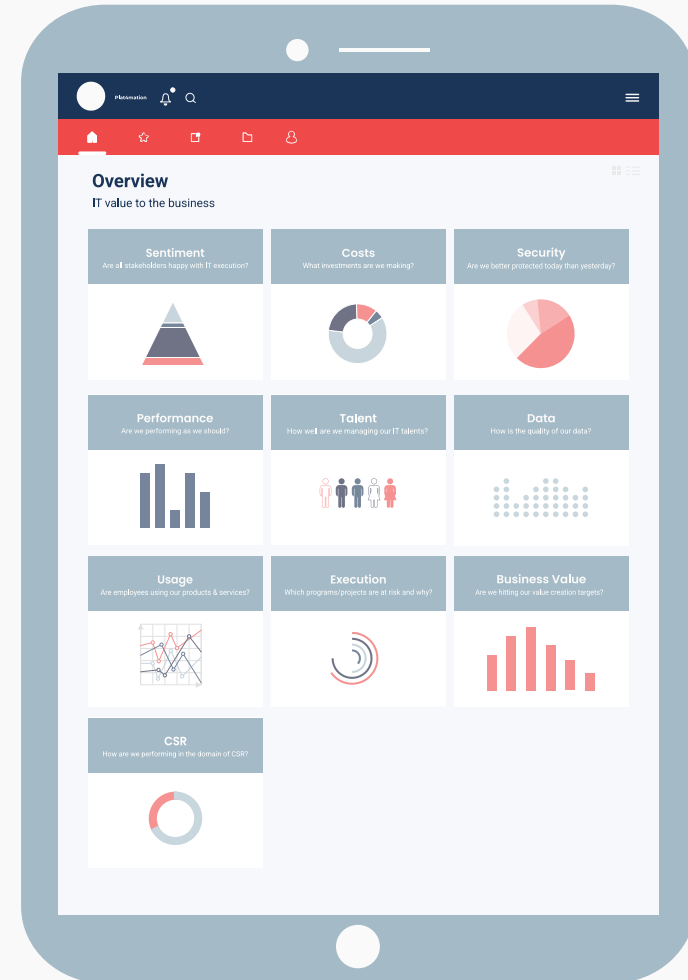 Plat4mation
Overview
IT value to the business
Sentiment
Are all stakeholders happy with IT execution?
Costs
What investments are we making?
Security
Are we better protected today than yesterday?
Performance
Are we performing as we should?
Talent
How well are we managing our IT talents?
Data
How is the quality of our data?
Usage
Are employees using our products & services?
Execution
Which programs/projects are at risk and why?
Business Value
Are we hitting our value creation targets?
CSR
How are we performing in the domain of CSR?